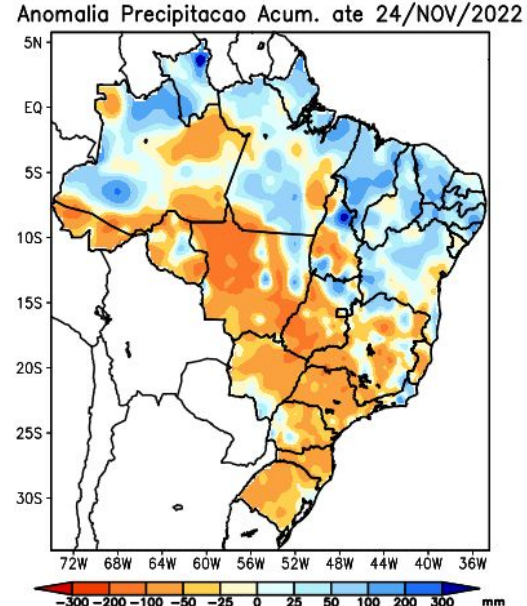 Anomalia Precipitacao Acum. ate 24/NOV/2022
5N
EQ
5S
10S
15S
20S
25S
30S
72W 68W 64W 60W 56W 52W 48W 44W 40W 36W
-300 -200 -100 -50 -25 0 25 50 100 200 300 mm